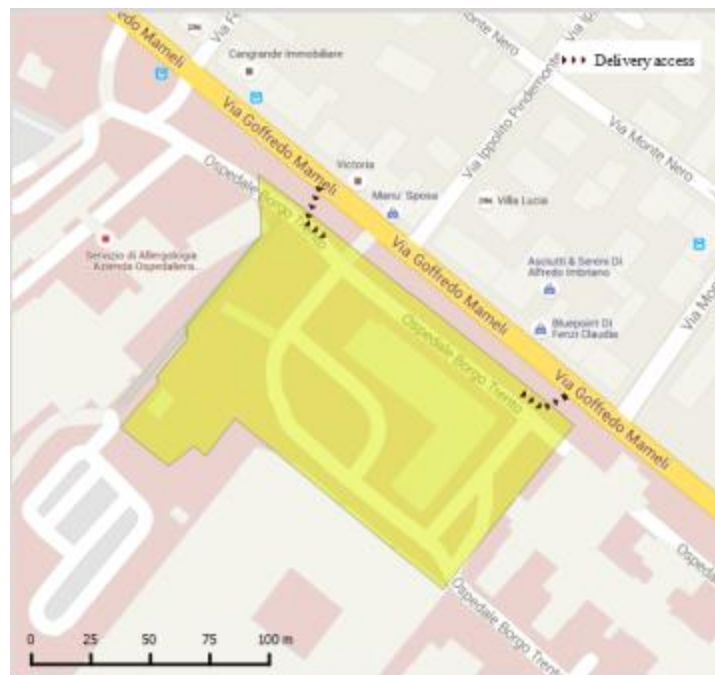 Via Monte Nero
Cangrande Immobiliare
Delivery access
Via Goffredo Mameli
Via Ippolito Pindemonte
Via Monte Nero
Ospedale Borgo Trento
Victoria
Manu' Sposa
Villa Lucia
Servizio di Allergologia
Azienda Ospedaliera...
Via Goffredo Mameli
Asciutti & Sereni Di
Alfredo Imbriano
Bluepoint Di
Fenzi Claudia
Ospedale Borgo Trento
Via Goffredo Mameli
Ospedale Borgo Trento
0 25 50 75 100 m